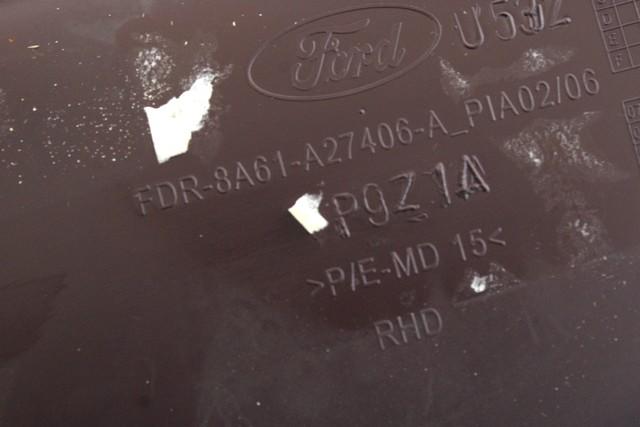 Ford U532
FDR-8A61-A27406-A_PIA02/06
P9Z1A
>P/E-MD 15<
RHD